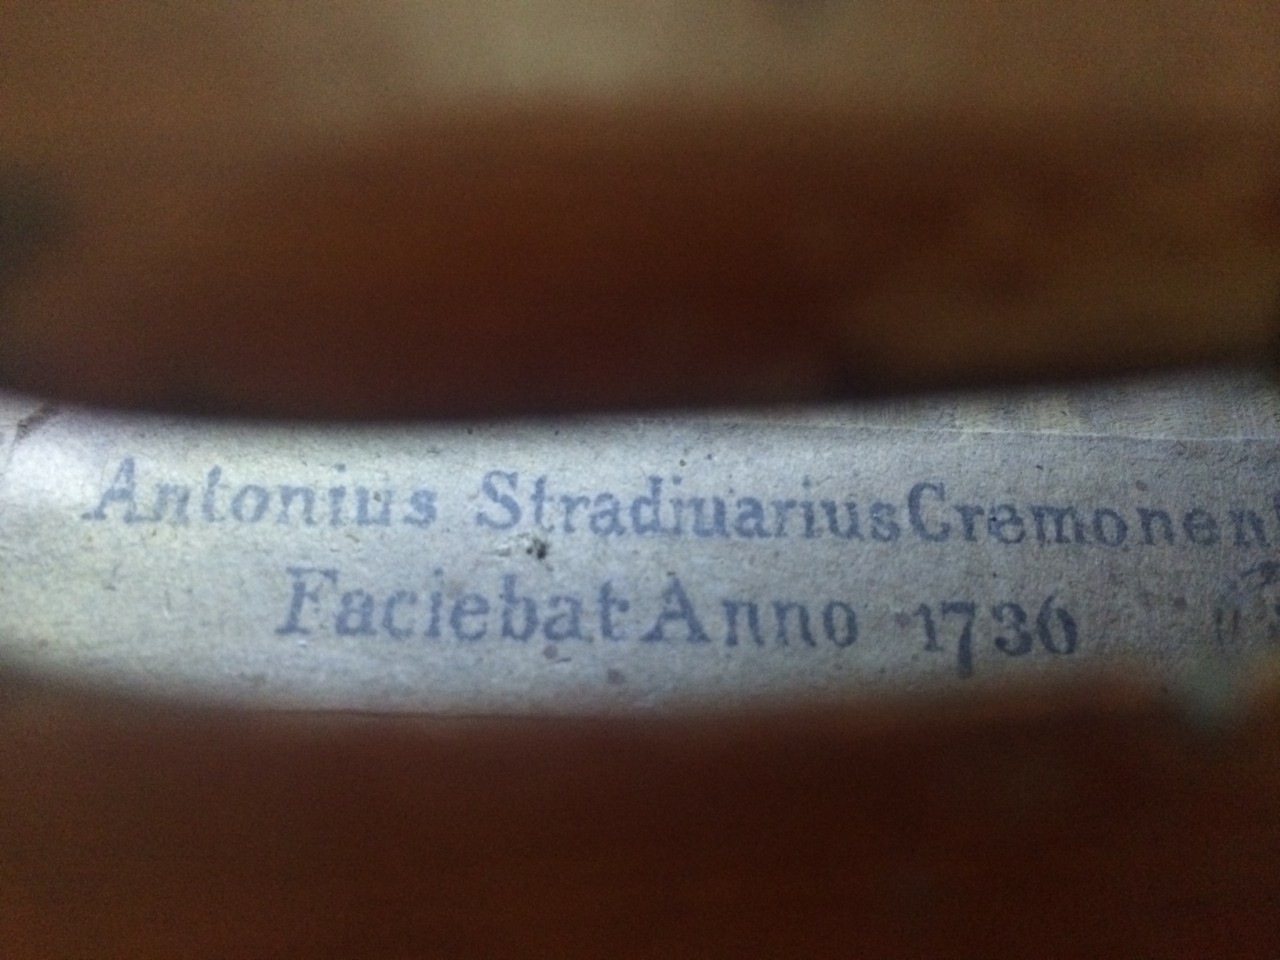 Antonius Stradiuarius Cremonen
Faciebat Anno 1736